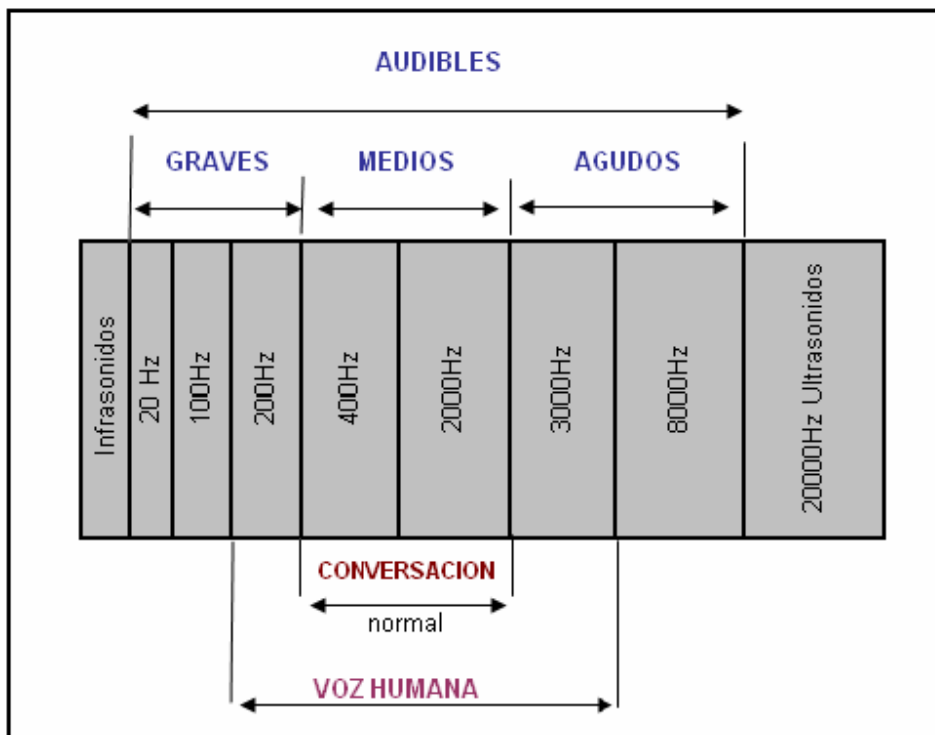 AUDIBLES
GRAVES
MEDIOS
AGUDOS
Infrasonidos
20 Hz
100Hz
200Hz
400Hz
2000Hz
3000Hz
8000Hz
20000Hz Ultrasonidos
CONVERSACION
normal
VOZ HUMANA